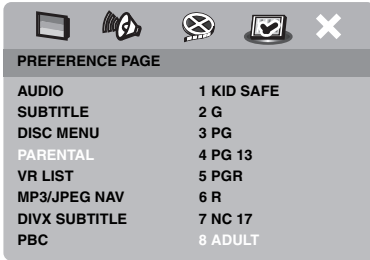 PREFERENCE PAGE
AUDIO 1 KID SAFE
SUBTITLE 2 G
DISC MENU 3 PG
PARENTAL 4 PG 13
VR LIST 5 PGR
MP3/JPEG NAV 6 R
DIVX SUBTITLE 7 NC 17
PBC 8 ADULT